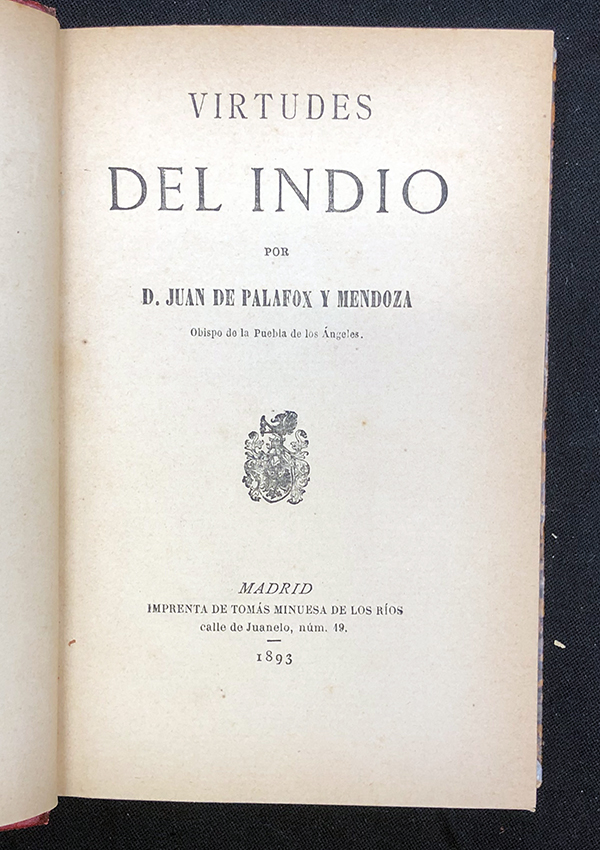 VIRTUDES
DEL INDIO
POR
D. JUAN DE PALAFOX Y MENDOZA
Obispo de la Puebla de los Ángeles.
MADRID
IMPRENTA DE TOMÁS MINUESA DE LOS RÍOS
calle de Juanelo, núm. 19.
1893